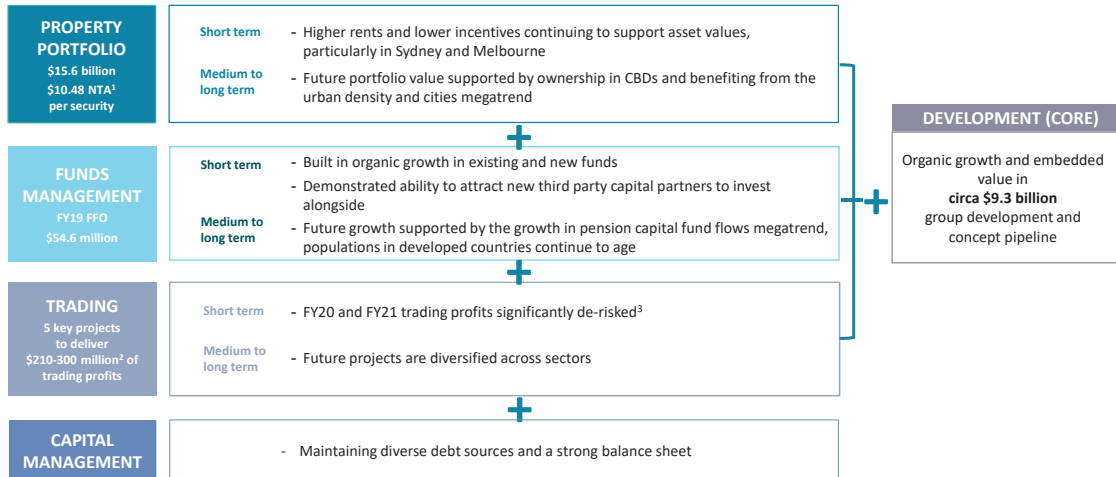 PROPERTY
PORTFOLIO
$15.6 billion
$10.48 NTA¹
per security
Short term
- Higher rents and lower incentives continuing to support asset values,
particularly in Sydney and Melbourne
Medium to
long term
- Future portfolio value supported by ownership in CBDs and benefiting from the
urban density and cities megatrend
+
FUNDS
MANAGEMENT
FY19 FFO
$54.6 million
Short term
- Built in organic growth in existing and new funds
- Demonstrated ability to attract new third party capital partners to invest
alongside
Medium to
long term
- Future growth supported by the growth in pension capital fund flows megatrend,
populations in developed countries continue to age
+
TRADING
5 key projects
to deliver
$210-300 million² of
trading profits
Short term
- FY20 and FY21 trading profits significantly de-risked³
Medium to
long term
- Future projects are diversified across sectors
+
CAPITAL
MANAGEMENT
- Maintaining diverse debt sources and a strong balance sheet
+
DEVELOPMENT (CORE)
Organic growth and embedded
value in
circa $9.3 billion
group development and
concept pipeline